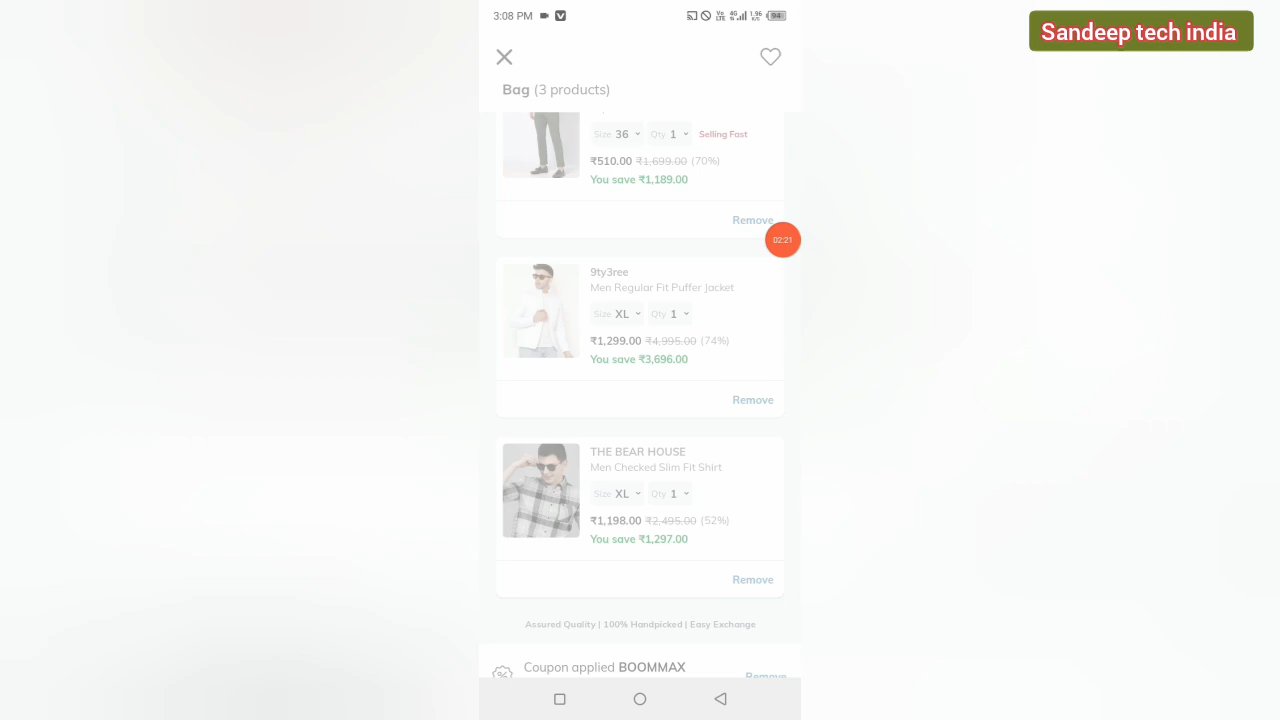 3:08 PM
Sandeep tech india
94
Bag (3 products)
Size 36 Qty 1 Selling Fast
₹510.00 ₹1,699.00 (70%)
You save ₹1,189.00
Remove
02:21
9ty3ree
Men Regular Fit Puffer Jacket
Size XL Qty 1
₹1,299.00 ₹4,995.00 (74%)
You save ₹3,696.00
Remove
THE BEAR HOUSE
Men Checked Slim Fit Shirt
Size XL Qty 1
₹1,198.00 ₹2,495.00 (52%)
You save ₹1,297.00
Remove
Assured Quality | 100% Handpicked | Easy Exchange
Coupon applied BOOMMAX
Remove